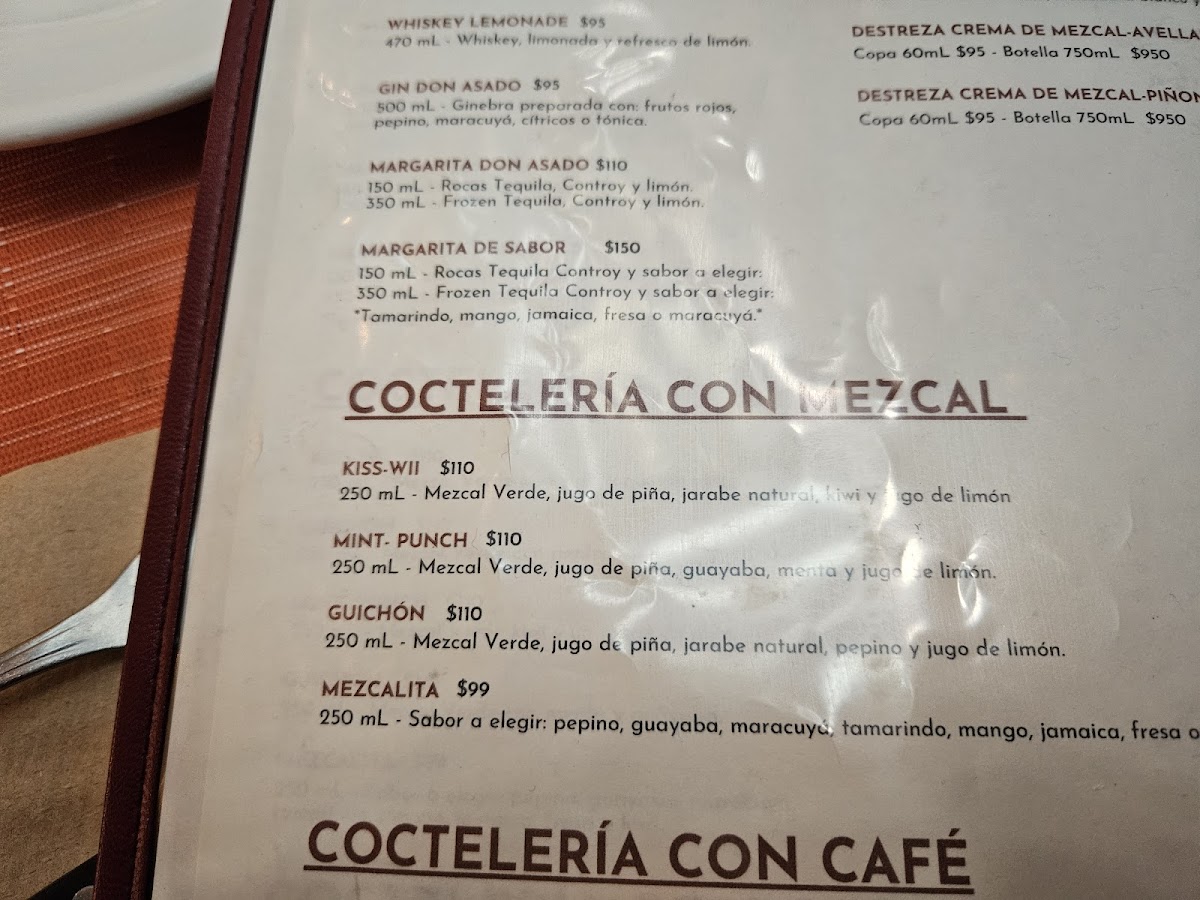 WHISKEY LEMONADE $95
470 mL - Whiskey, limonada y refresco de limón.
GIN DON ASADO $95
500 mL - Ginebra preparada con: frutos rojos,
pepino, maracuyá, cítricos o tónica.
MARGARITA DON ASADO $110
150 mL - Rocas Tequila, Controy y limón.
350 mL - Frozen Tequila, Controy y limón.
MARGARITA DE SABOR $150
150 mL - Rocas Tequila Controy y sabor a elegir:
350 mL - Frozen Tequila Controy y sabor a elegir:
"Tamarindo, mango, jamaica, fresa o maracuyá."
COCTELERÍA CON MEZCAL
KISS-WII $110
250 mL - Mezcal Verde, jugo de piña, jarabe natural, kiwi y jugo de limón
MINT- PUNCH $110
250 mL - Mezcal Verde, jugo de piña, guayaba, menta y jugo de limón.
GUICHÓN $110
250 mL - Mezcal Verde, jugo de piña, jarabe natural, pepino y jugo de limón.
MEZCALITA $99
250 mL - Sabor a elegir: pepino, guayaba, maracuyá, tamarindo, mango, jamaica, fresa o
COCTELERÍA CON CAFÉ
DESTREZA CREMA DE MEZCAL-AVELLA
Copa 60mL $95 - Botella 750mL $950
DESTREZA CREMA DE MEZCAL-PIÑON
Copa 60mL $95 - Botella 750mL $950